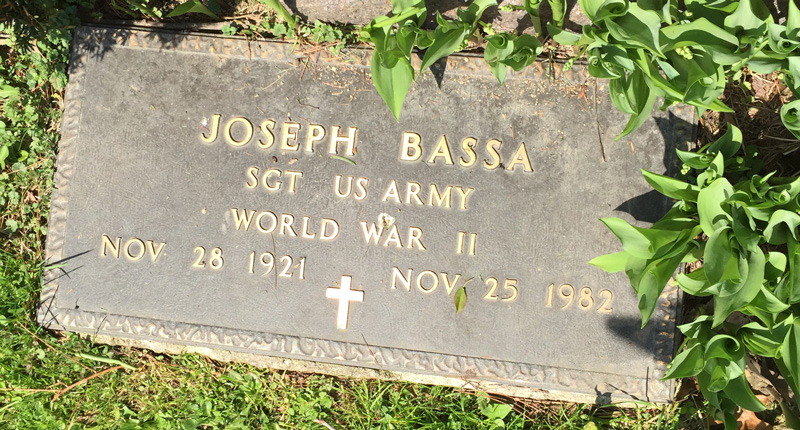 JOSEPH BASSA
SGT US ARMY
WORLD WAR II
NOV 28 1921 NOV 25 1982